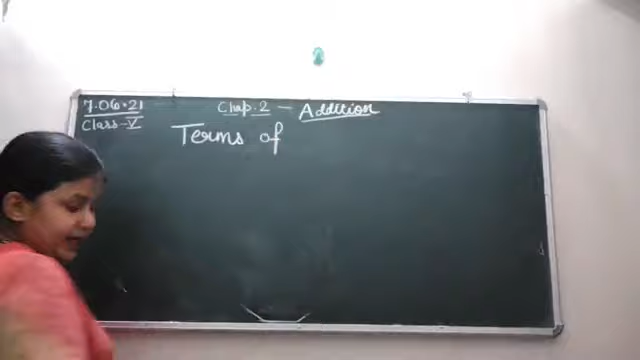 7.06.21
Class-V
Chap.2 — Addition
Terms of